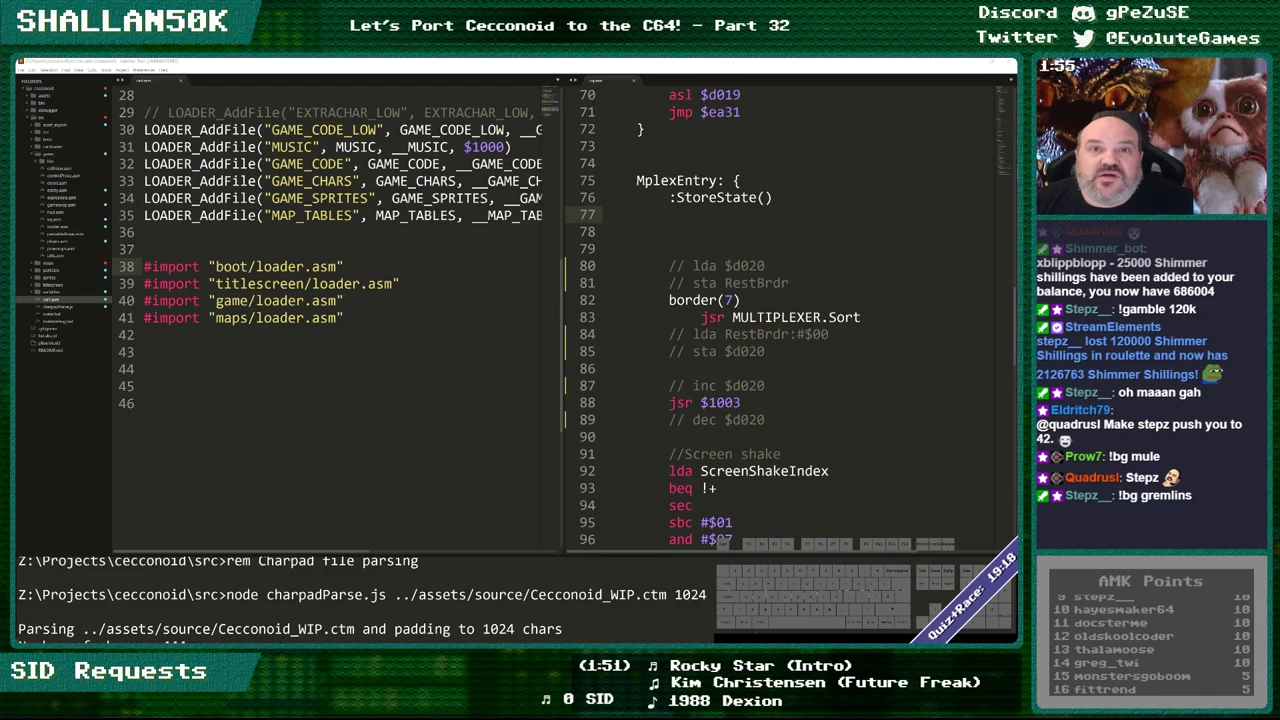 SHALLAN50K
Let's Port Cecconoid to the C64! - Part 32
Discord gPeZuSE
Twitter @EvoluteGames
28
29 // LOADER_AddFile("EXTRACHAR_LOW", EXTRACHAR_LOW,
30 LOADER_AddFile("GAME_CODE_LOW", GAME_CODE_LOW, __G
31 LOADER_AddFile("MUSIC", MUSIC, __MUSIC, $1000)
32 LOADER_AddFile("GAME_CODE", GAME_CODE, __GAME_CODE
33 LOADER_AddFile("GAME_CHARS", GAME_CHARS, __GAME_CH
34 LOADER_AddFile("GAME_SPRITES", GAME_SPRITES, __GAM
35 LOADER_AddFile("MAP_TABLES", MAP_TABLES, __MAP_TAB
36
37
38 #import "boot/loader.asm"
39 #import "titlescreen/loader.asm"
40 #import "game/loader.asm"
41 #import "maps/loader.asm"
42
43
44
45
46
70 asl $d019
71 jmp $ea31
72 }
73
74
75 MplexEntry: {
76 :StoreState()
77
78
79
80 // lda $d020
81 // sta RestBrdr
82 border(7)
83 jsr MULTIPLEXER.Sort
84 // lda RestBrdr:#$00
85 // sta $d020
86
87 // inc $d020
88 jsr $1003
89 // dec $d020
90
91 //Screen shake
92 lda ScreenShakeIndex
93 beq !+
94 sec
95 sbc #$01
96 and #$07
Z:\Projects\cecconoid\src>rem Charpad file parsing
Z:\Projects\cecconoid\src>node charpadParse.js ../assets/source/Cecconoid_WIP.ctm 1024
Parsing ../assets/source/Cecconoid_WIP.ctm and padding to 1024 chars
Quiz+Race: 19:18
1:55
Quadrusl:
Shimmer_bot:
xblippblopp - 25000 Shimmer
shillings have been added to your
balance, you now have 686004
Stepz__: !gamble 120k
StreamElements
stepz__ lost 120000 Shimmer
Shillings in roulette and now has
2126763 Shimmer Shillings!
Stepz__: oh maaan gah
Eldritch79:
@quadrusl Make stepz push you to
42.
Prow7: !bg mule
Quadrusl: Stepz
Stepz__: !bg gremlins
AMK Points
9 stepz__ 10
10 hayesmaker64 10
11 docsterme 10
12 oldskoolcoder 10
13 thalamoose 10
14 greg_twi 10
15 monstersgoboom 5
16 fittrend 5
SID Requests
(1:51) Rocky Star (Intro)
Kim Christensen (Future Freak)
0 SID 1988 Dexion